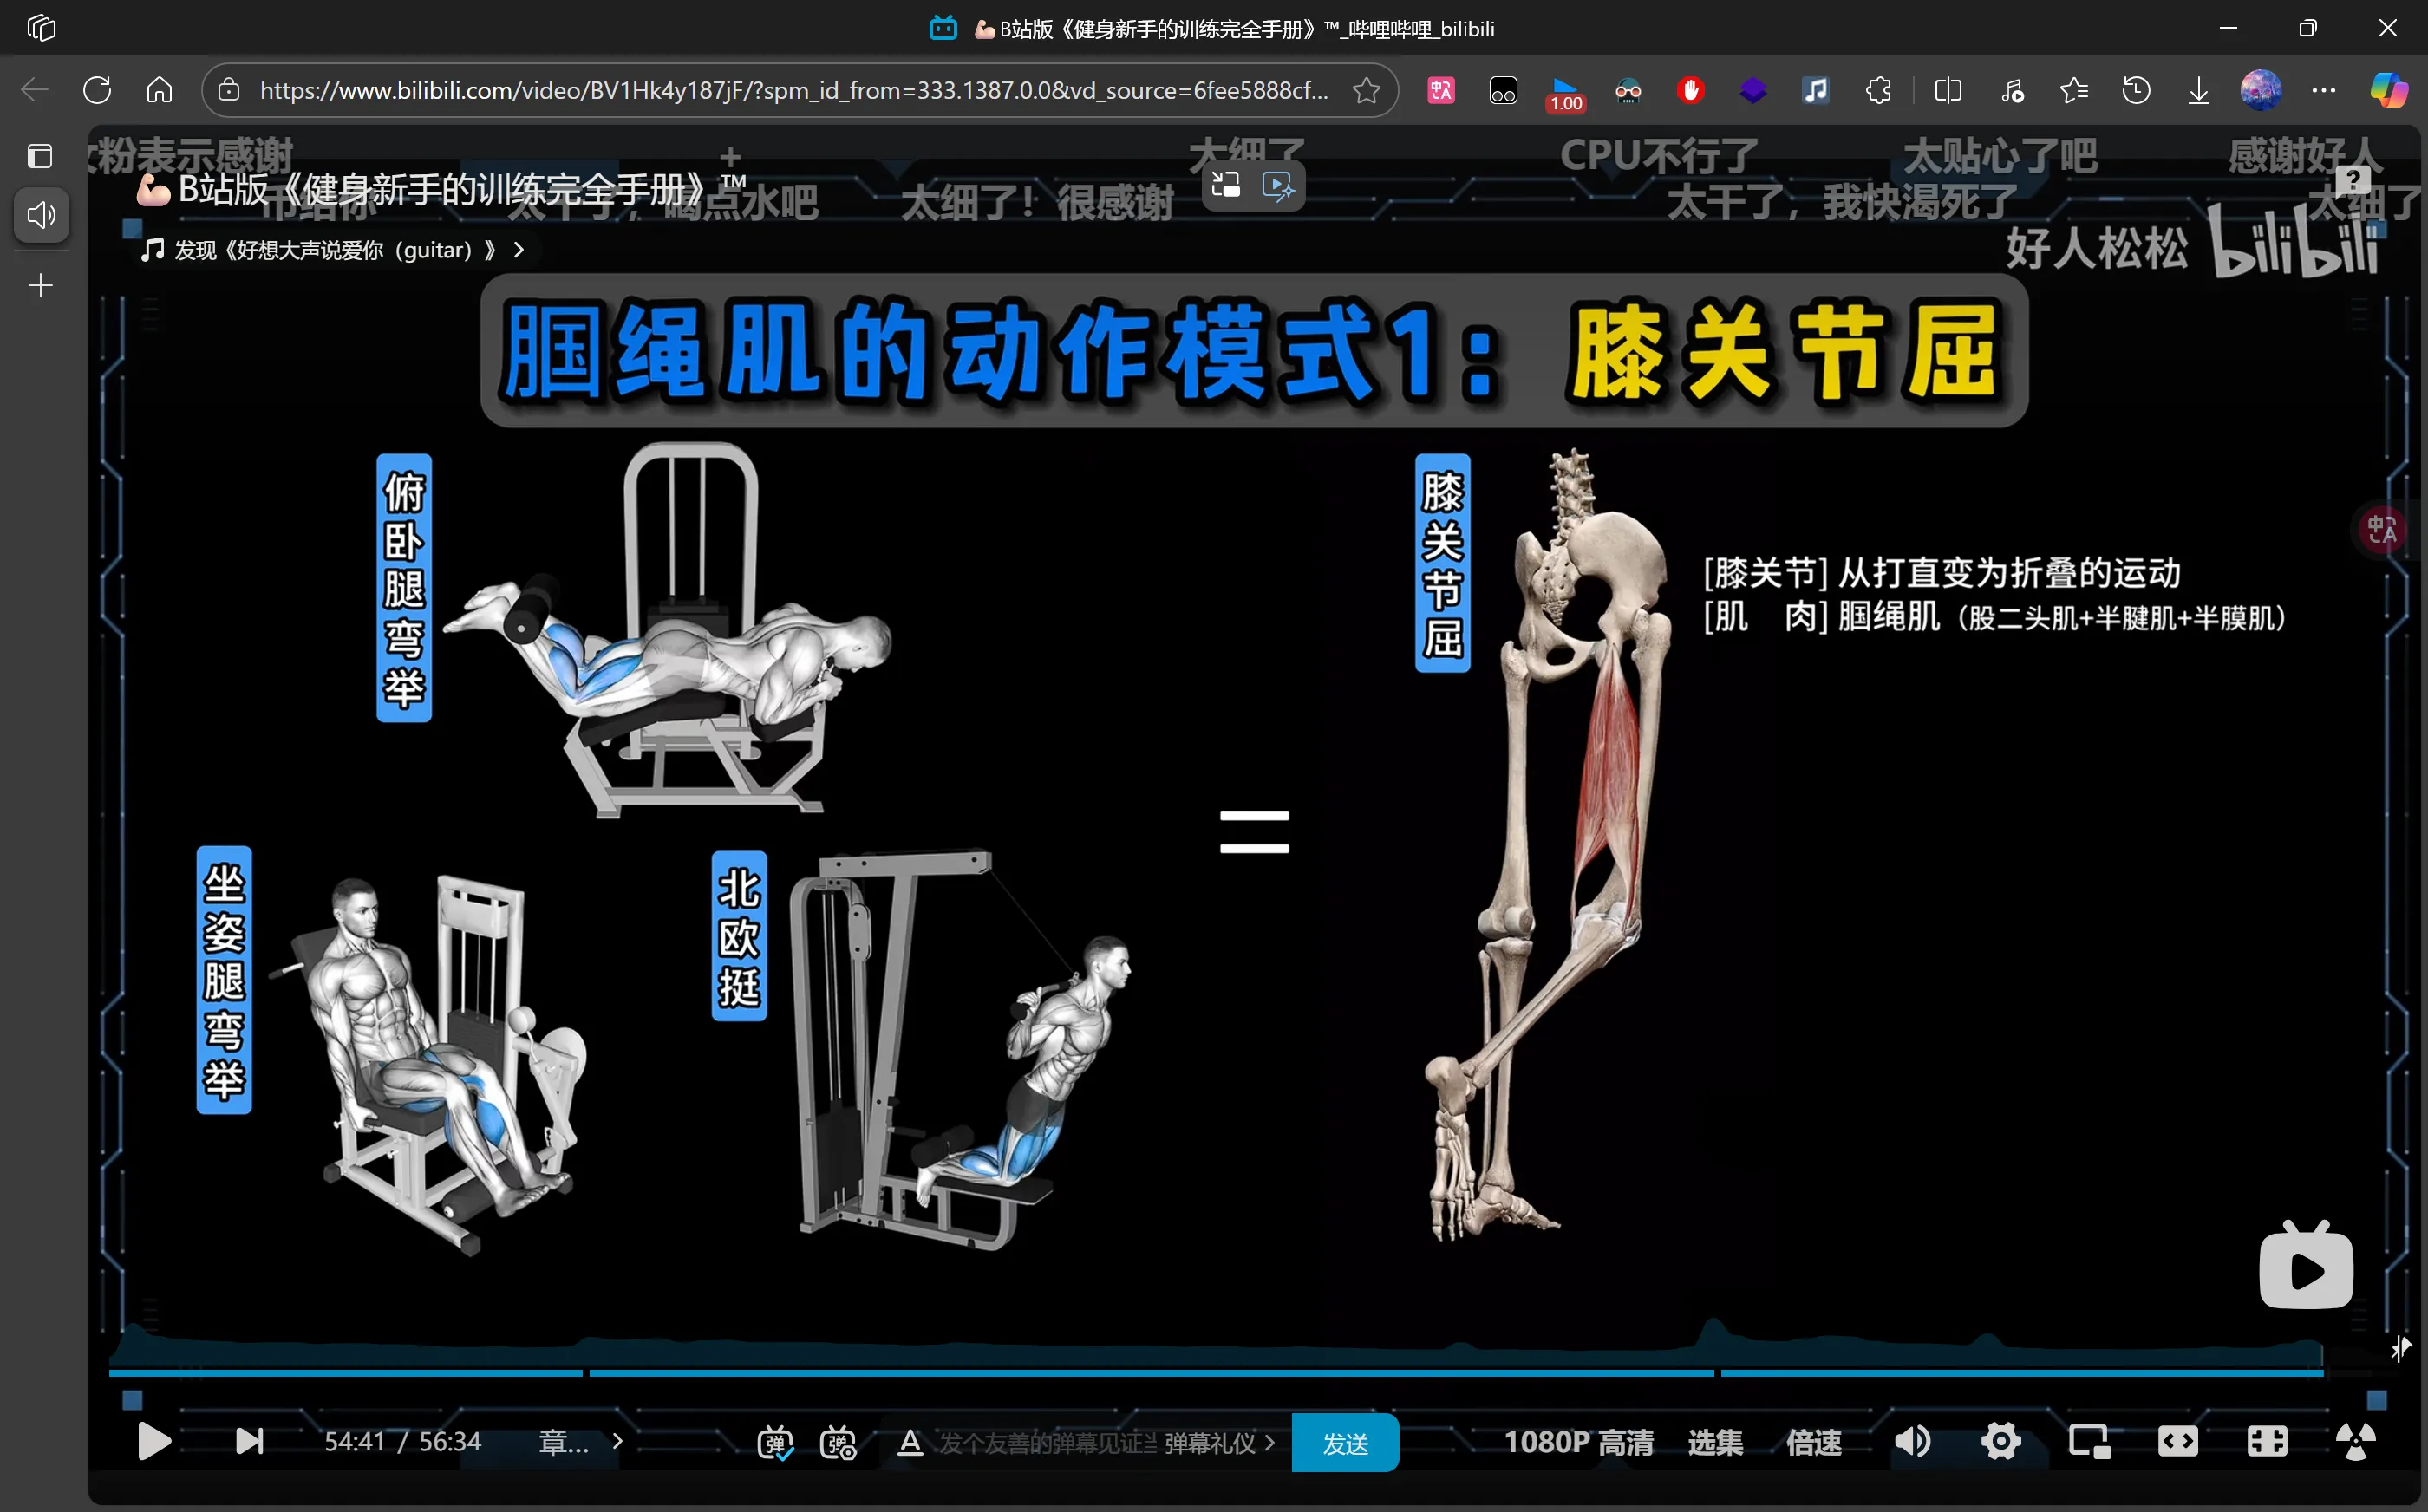 💪🏻B站版《健身新手的训练完全手册》™_哔哩哔哩_bilibili
https://www.bilibili.com/video/BV1Hk4y187jF/?spm_id_from=333.1387.0.0&vd_source=6fee5888cf...
1.00
粉表示感谢
+
太细了
CPU不行了
太贴心了吧
感谢好人
💪🏻B站版《健身新手的训练完全手册》™
币给你
太干了，喝点水吧
太细了！很感谢
太干了，我快渴死了
太细了
发现《好想大声说爱你（guitar）》 >
好人松松 bilibili
腘绳肌的动作模式1：膝关节屈
俯卧腿弯举
膝关节屈
[膝关节] 从打直变为折叠的运动
[肌 肉] 腘绳肌（股二头肌+半腱肌+半膜肌）
坐姿腿弯举
北欧挺
54:41 / 56:34
章... >
弹
弹
A
发个友善的弹幕见证当
弹幕礼仪 >
发送
1080P 高清
选集
倍速